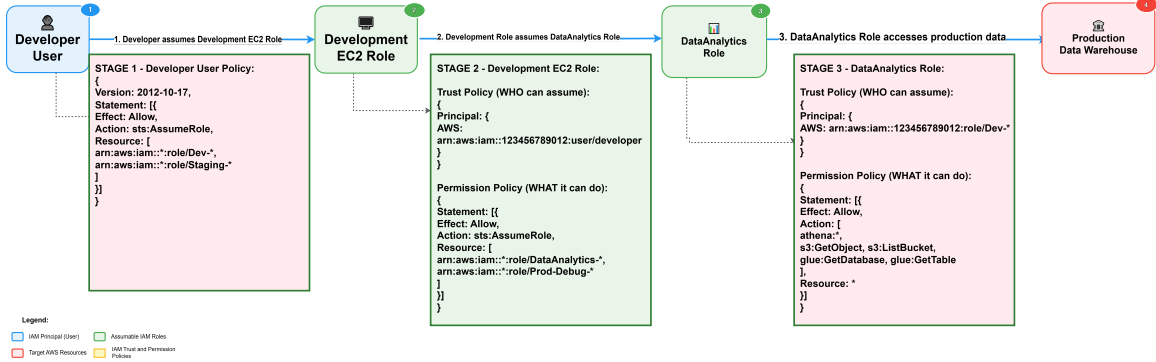 1
Developer
User
1. Developer assumes Development EC2 Role
2
Development
EC2 Role
2. Development Role assumes DataAnalytics Role
3
DataAnalytics
Role
3. DataAnalytics Role accesses production data
4
Production
Data Warehouse
STAGE 1 - Developer User Policy:
{
Version: 2012-10-17,
Statement: [{
Effect: Allow,
Action: sts:AssumeRole,
Resource: [
arn:aws:iam::*:role/Dev-*,
arn:aws:iam::*:role/Staging-*
]
}]
}
STAGE 2 - Development EC2 Role:
Trust Policy (WHO can assume):
{
Principal: {
AWS:
arn:aws:iam::123456789012:user/developer
}
}
Permission Policy (WHAT it can do):
{
Statement: [{
Effect: Allow,
Action: sts:AssumeRole,
Resource: [
arn:aws:iam::*:role/DataAnalytics-*,
arn:aws:iam::*:role/Prod-Debug-*
]
}]
}
STAGE 3 - DataAnalytics Role:
Trust Policy (WHO can assume):
{
Principal: {
AWS: arn:aws:iam::123456789012:role/Dev-*
}
}
Permission Policy (WHAT it can do):
{
Statement: [{
Effect: Allow,
Action: [
athena:*,
s3:GetObject, s3:ListBucket,
glue:GetDatabase, glue:GetTable
],
Resource: *
}]
}
Legend:
IAM Principal (User)
Assumable IAM Roles
Target AWS Resources
IAM Trust and Permission
Policies